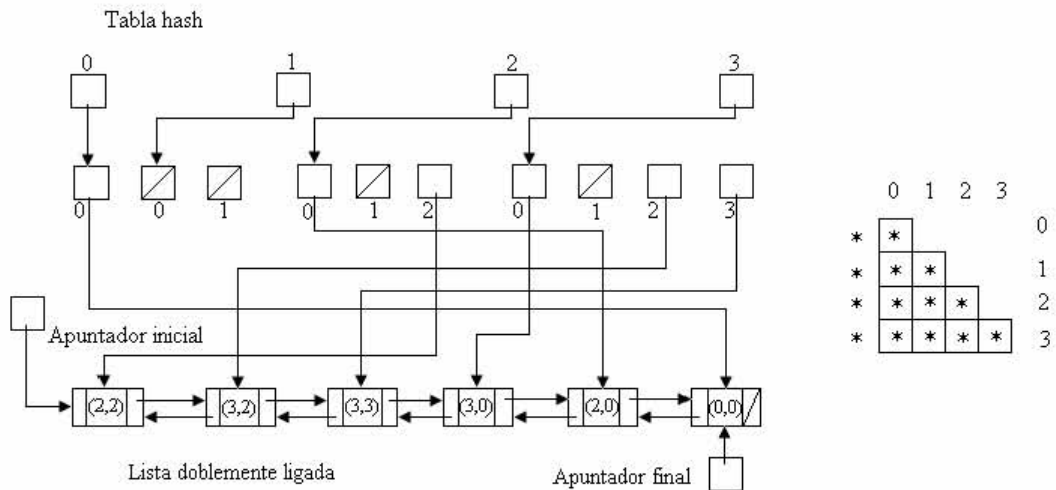 Tabla hash
0 1 2 3
0 0 1 0 1 2 0 1 2 3
Apuntador inicial
(2,2) (3,2) (3,3) (3,0) (2,0) (0,0)
Lista doblemente ligada
Apuntador final
0 1 2 3
* * 0
* * * 1
* * * * 2
* * * * * 3